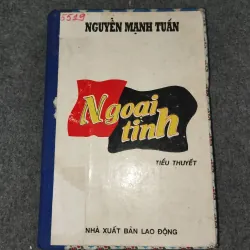 5529
NGUYỄN MẠNH TUẤN
Ngoại
tình
TIỂU THUYẾT
NHÀ XUẤT BẢN LAO ĐỘNG